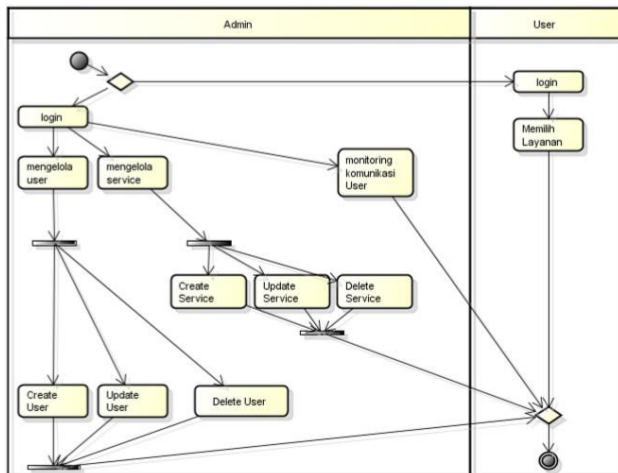 Admin
User
login
login
Memilih
Layanan
mengelola
user
mengelola
service
monitoring
komunikasi
User
Create
Service
Update
Service
Delete
Service
Create
User
Update
User
Delete User